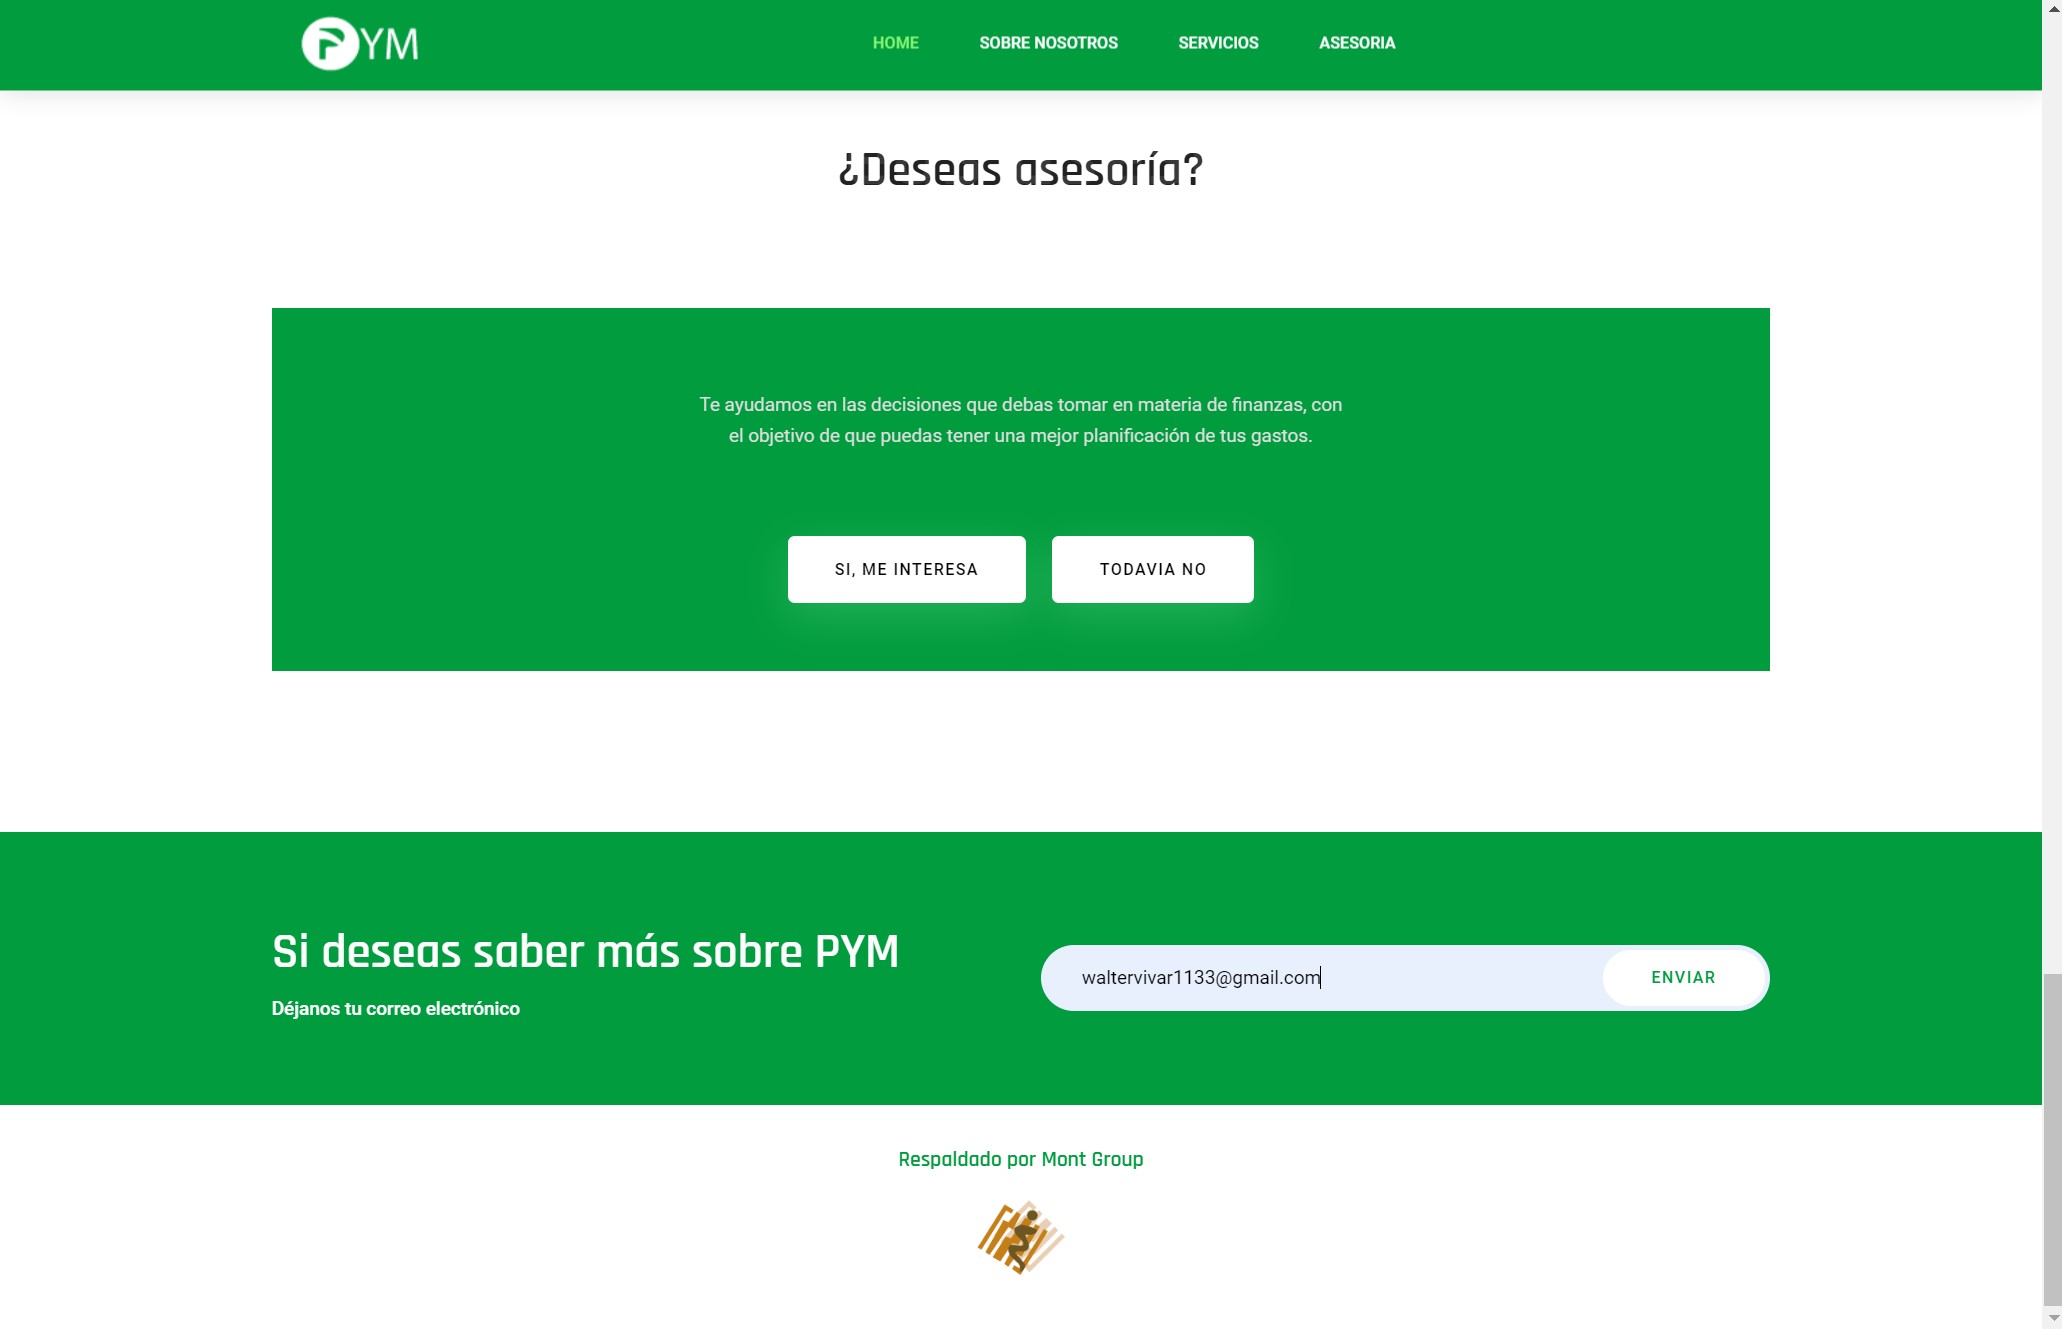 PYM
HOME
SOBRE NOSOTROS
SERVICIOS
ASESORIA
¿Deseas asesoría?
Te ayudamos en las decisiones que debas tomar en materia de finanzas, con
el objetivo de que puedas tener una mejor planificación de tus gastos.
SI, ME INTERESA
TODAVIA NO
Si deseas saber más sobre PYM
Déjanos tu correo electrónico
waltervivar1133@gmail.com
ENVIAR
Respaldado por Mont Group